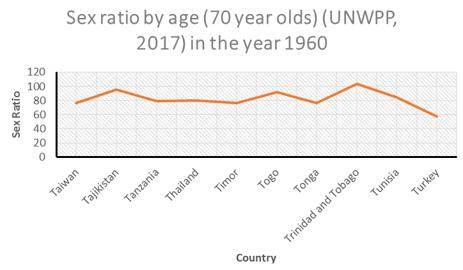 Sex ratio by age (70 year olds) (UNWPP,
2017) in the year 1960
Sex Ratio
120
100
80
60
40
20
0
Taiwan
Tajikistan
Tanzania
Thailand
Timor
Togo
Tonga
Trinidad and Tobago
Tunisia
Turkey
Country